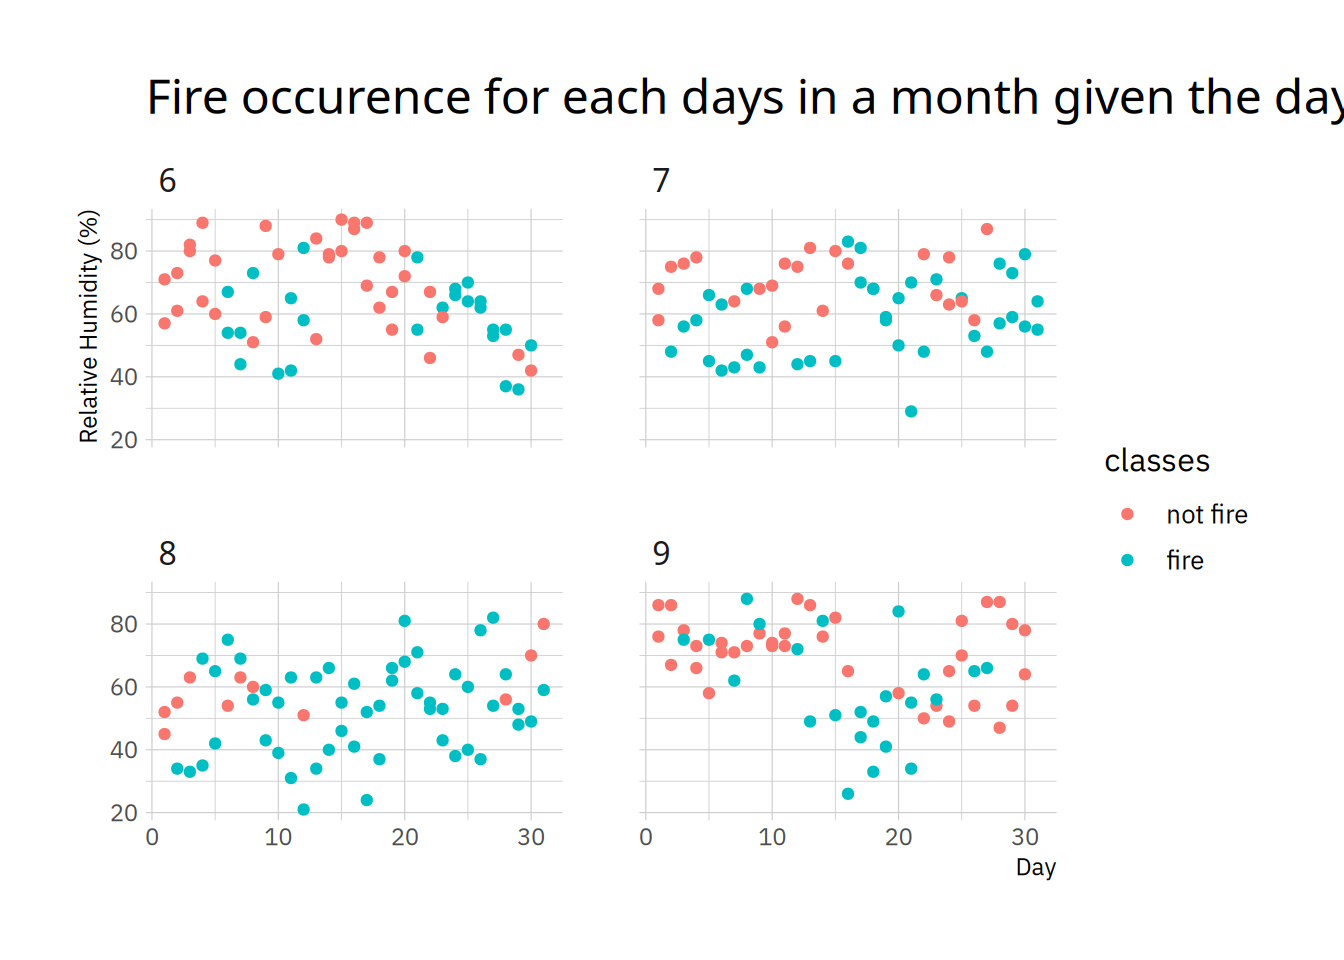 Fire occurence for each days in a month given the day
6
7
Relative Humidity (%)
80
60
40
20
classes
not fire
fire
8
9
80
60
40
20
0 10 20 30
0 10 20 30
Day